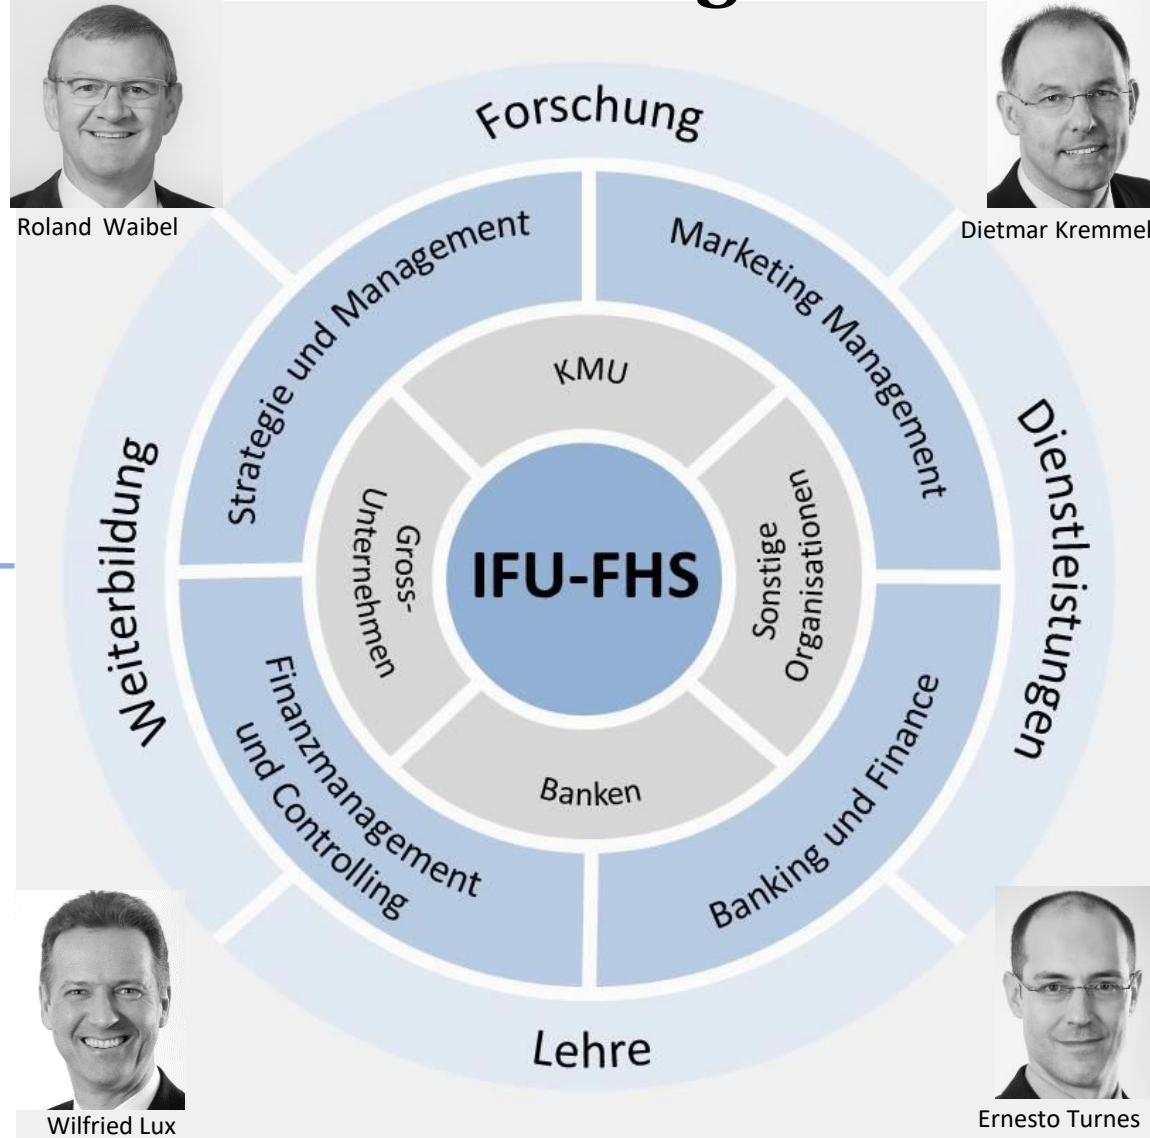 Roland Waibel
Dietmar Kremmel
Forschung
Strategie und Management
Marketing Management
KMU
Weiterbildung
Gross-
Unternehmen
IFU-FHS
Sonstige
Organisationen
Dienstleistungen
Finanzmanagement
und Controlling
Banken
Banking und Finance
Lehre
Wilfried Lux
Ernesto Turnes